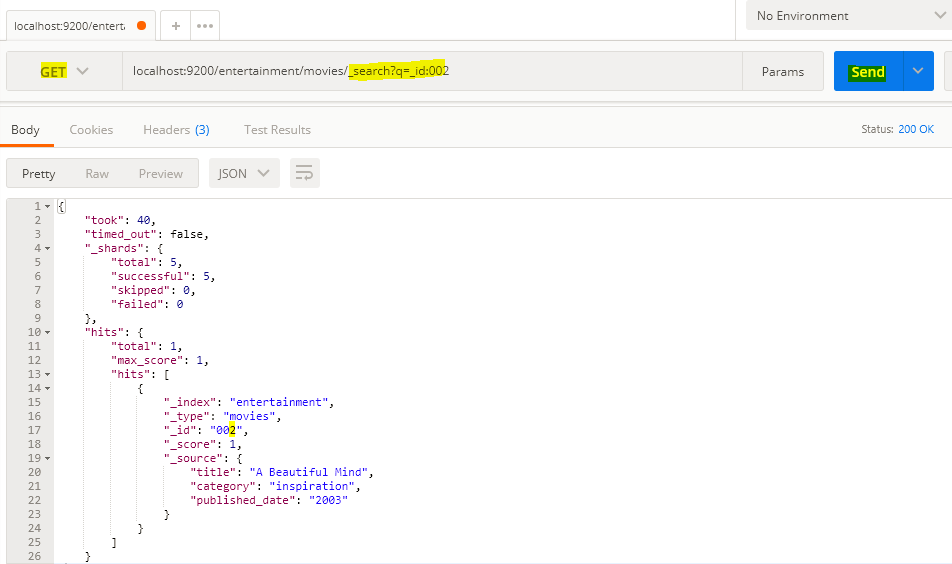 localhost:9200/entert
+
•••
No Environment
GET
localhost:9200/entertainment/movies/_search?q=_id:002
Params
Send
Body
Cookies
Headers (3)
Test Results
Status: 200 OK
Pretty
Raw
Preview
JSON
1 {
2 "took": 40,
3 "timed_out": false,
4 "_shards": {
5 "total": 5,
6 "successful": 5,
7 "skipped": 0,
8 "failed": 0
9 },
10 "hits": {
11 "total": 1,
12 "max_score": 1,
13 "hits": [
14 {
15 "_index": "entertainment",
16 "_type": "movies",
17 "_id": "002",
18 "_score": 1,
19 "_source": {
20 "title": "A Beautiful Mind",
21 "category": "inspiration",
22 "published_date": "2003"
23 }
24 }
25 ]
26 }